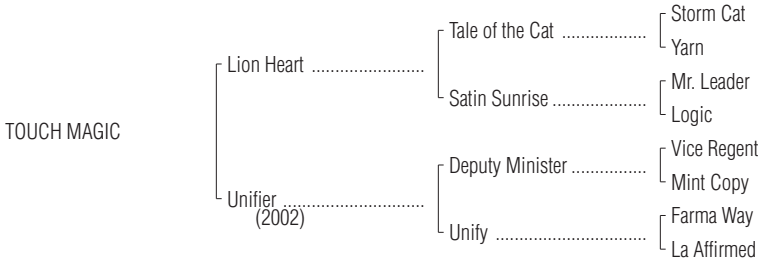 Storm Cat
Tale of the Cat ..................
Yarn
Lion Heart ........................
Mr. Leader
Satin Sunrise ....................
Logic
TOUCH MAGIC
Vice Regent
Deputy Minister ................
Mint Copy
Unifier ..............................
(2002)
Farma Way
Unify ................................
La Affirmed